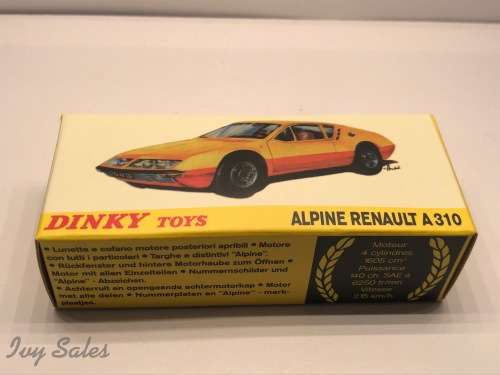 DINKY TOYS
ALPINE RENAULT A310
• Lunette e cofano motore posteriori apribili • Motore
con tutti i particolari • Targhe e distintivi "Alpine".
• Rückfenster und hintere Motorhaube zum Öffnen •
Motor mit allen Einzelteilen • Nummernschilder und
"Alpine" - Abzeichen.
• Achterruit en opengaande achtermotorkap • Motor
met alle delen • Nummerplaten en "Alpine" - merk-
plaatjes.
Moteur
4 cylindres
1605 cm³
Puissance
140 ch. SAE à
6250 tr/mn
Vitesse
215 km/h.
Ivy Sales